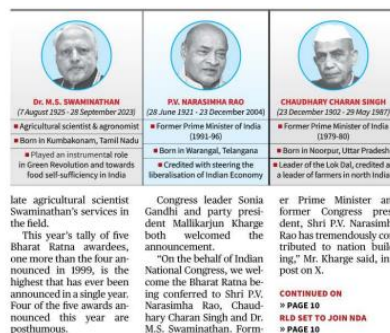 Dr. M.S. SWAMINATHAN
(7 August 1925 - 28 September 2023)
■ Agricultural scientist & agronomist
■ Born in Kumbakonam, Tamil Nadu
■ Played an instrumental role
in Green Revolution and towards
food self-sufficiency in India
P.V. NARASIMHA RAO
(28 June 1921 - 23 December 2004)
■ Former Prime Minister of India
(1991-96)
■ Born in Warangal, Telangana
■ Credited with steering the
liberalisation of Indian Economy
CHAUDHARY CHARAN SINGH
(23 December 1902 - 29 May 1987)
■ Former Prime Minister of India
(1979-80)
■ Born in Noorpur, Uttar Pradesh
■ Leader of the Lok Dal, credited a
a leader of farmers in north India
late agricultural scientist
Swaminathan's services in
the field.
This year's tally of five
Bharat Ratna awardees,
one more than the four an-
nounced in 1999, is the
highest that has ever been
announced in a single year.
Four of the five awards an-
nounced this year are
posthumous.
Congress leader Sonia
Gandhi and party presi-
dent Mallikarjun Kharge
both welcomed the
announcement.
"On the behalf of Indian
National Congress, we wel-
come the Bharat Ratna be-
ing conferred to Shri P.V.
Narasimha Rao, Chaud-
hary Charan Singh and Dr.
M.S. Swaminathan. Form-
er Prime Minister an
former Congress pres
dent, Shri P.V. Narasim
Rao has tremendously co
tributed to nation build
ing," Mr. Kharge said, in
post on X.
CONTINUED ON
» PAGE 10
RLD SET TO JOIN NDA
» PAGE 10